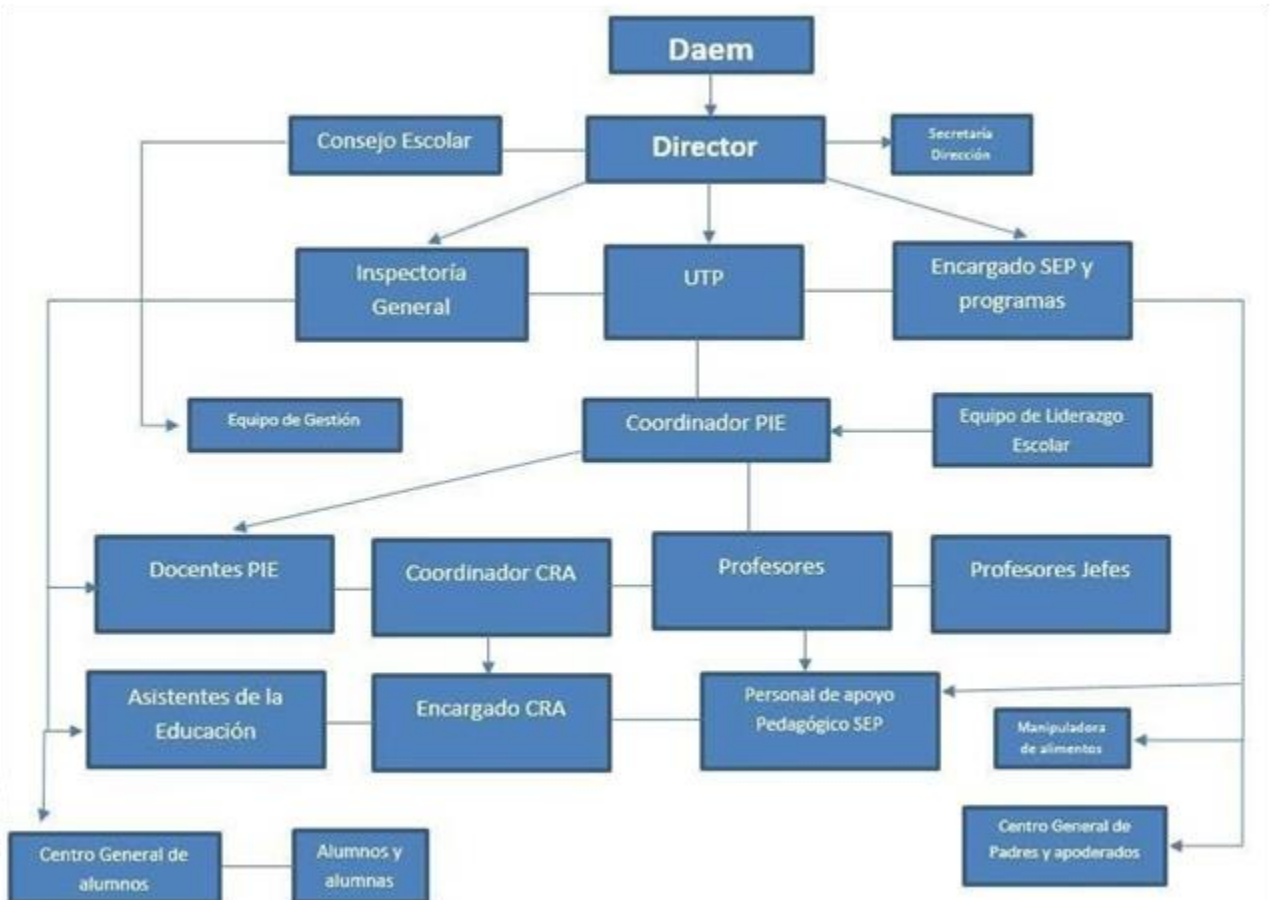 Daem
Consejo Escolar
Director
Secretaría
Dirección
Inspectoría
General
UTP
Encargado SEP y
programas
Equipo de Gestión
Coordinador PIE
Equipo de Liderazgo
Escolar
Docentes PIE
Coordinador CRA
Profesores
Profesores Jefes
Asistentes de la
Educación
Encargado CRA
Personal de apoyo
Pedagógico SEP
Manipuladora
de alimentos
Centro General de
alumnos
Alumnos y
alumnas
Centro General de
Padres y apoderados